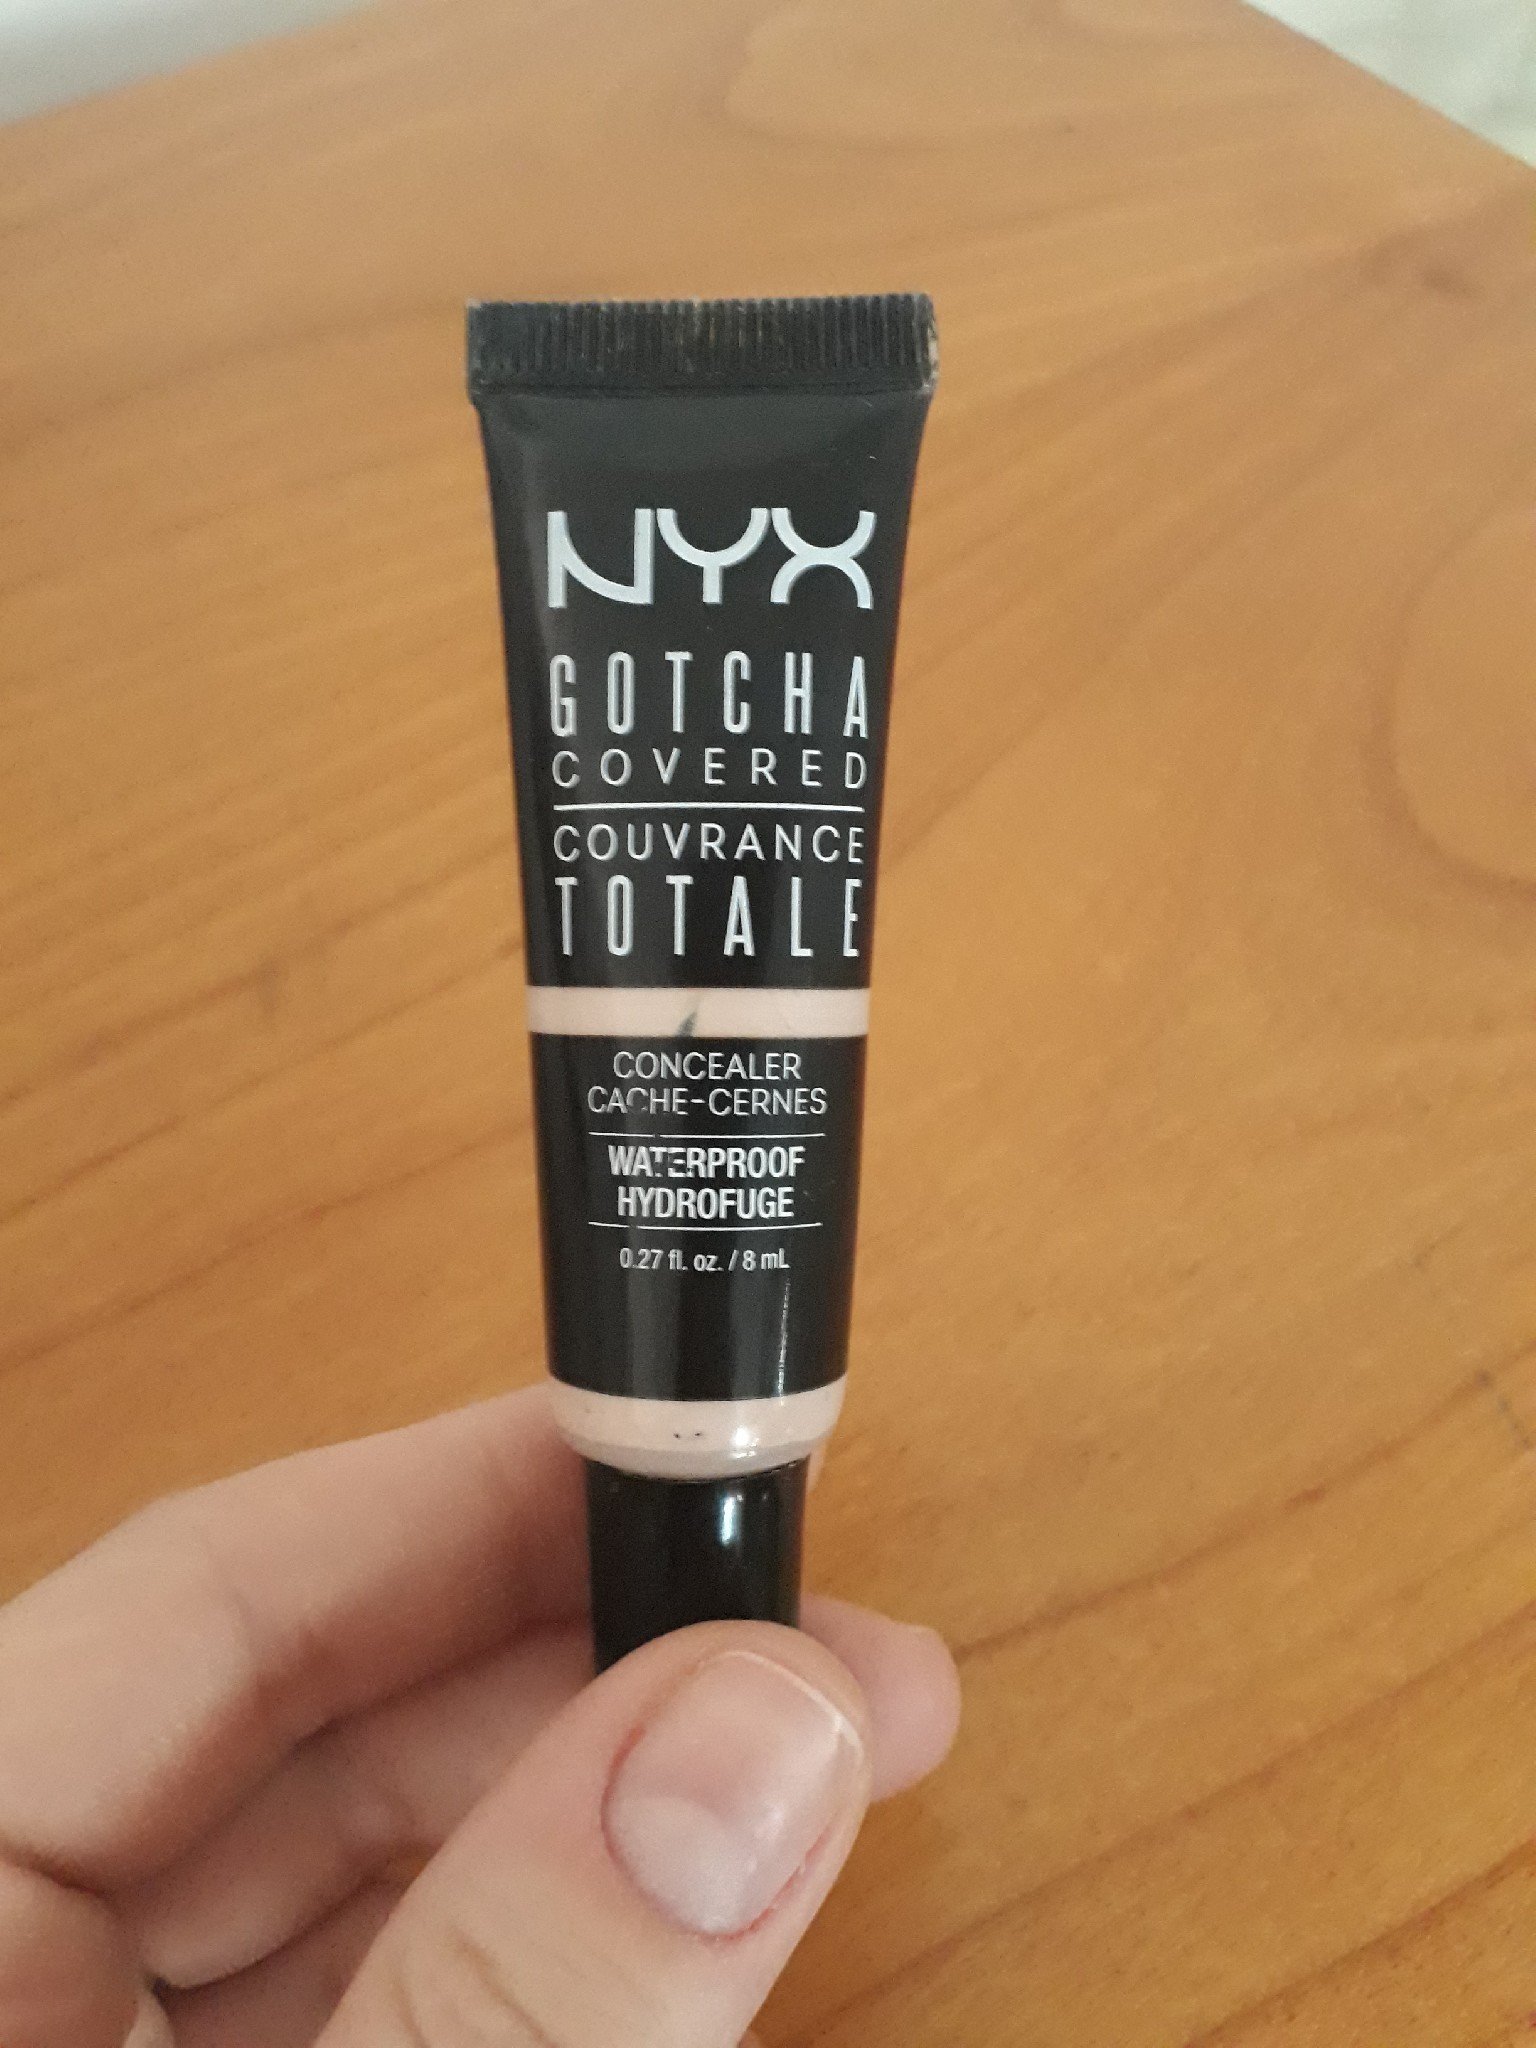 NYX
GOTCHA
COVERED
COUVRANCE
TOTALE
CONCEALER
CACHE-CERNES
WATERPROOF
HYDROFUGE
0.27 fl. oz. / 8 mL